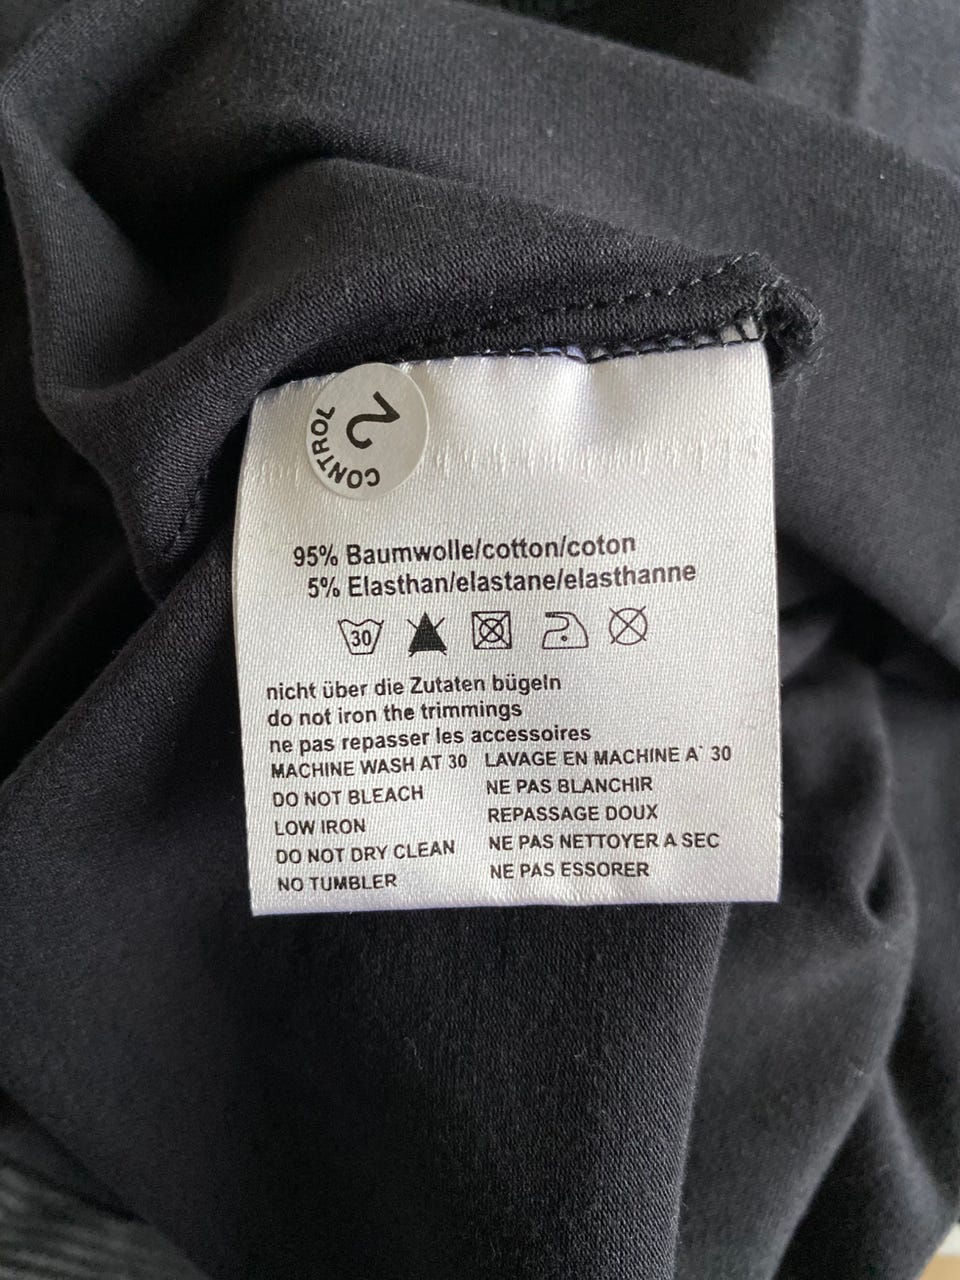 2
CONTROL
95% Baumwolle/cotton/coton
5% Elasthan/elastane/elasthanne
30
nicht über die Zutaten bügeln
do not iron the trimmings
ne pas repasser les accessoires
MACHINE WASH AT 30 LAVAGE EN MACHINE A` 30
DO NOT BLEACH NE PAS BLANCHIR
LOW IRON REPASSAGE DOUX
DO NOT DRY CLEAN NE PAS NETTOYER A SEC
NO TUMBLER NE PAS ESSORER